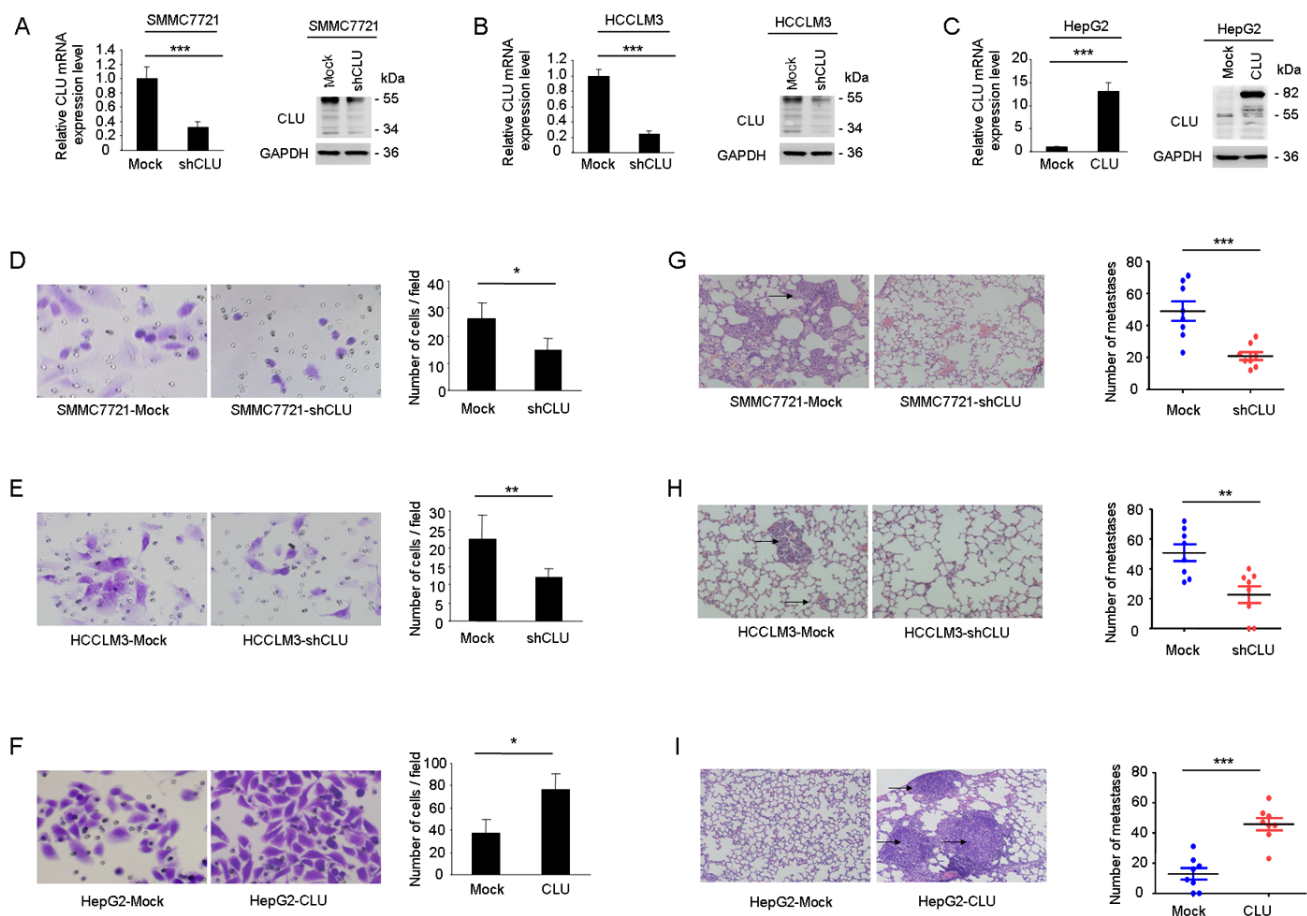 A
SMMC7721
***
Relative CLU mRNA
expression level
1.4
1.2
1.0
0.8
0.6
0.4
0.2
Mock
shCLU
SMMC7721
Mock
shCLU
kDa
CLU
- 55
- 34
GAPDH
- 36
B
HCCLM3
***
Relative CLU mRNA
expression level
1.4
1.2
1.0
0.8
0.6
0.4
0.2
0
Mock
shCLU
HCCLM3
Mock
shCLU
kDa
CLU
- 55
- 34
GAPDH
- 36
C
HepG2
***
Relative CLU mRNA
expression level
20
15
10
5
0
Mock
CLU
HepG2
Mock
CLU
kDa
CLU
- 82
- 55
GAPDH
- 36
D
SMMC7721-Mock
SMMC7721-shCLU
*
Number of cells / field
40
30
20
10
0
Mock
shCLU
G
SMMC7721-Mock
SMMC7721-shCLU
***
Number of metastases
80
60
40
20
0
Mock
shCLU
E
HCCLM3-Mock
HCCLM3-shCLU
**
Number of cells / field
30
25
20
15
10
5
0
Mock
shCLU
H
HCCLM3-Mock
HCCLM3-shCLU
**
Number of metastases
80
60
40
20
0
Mock
shCLU
F
HepG2-Mock
HepG2-CLU
*
Number of cells / field
100
80
60
40
20
0
Mock
CLU
I
HepG2-Mock
HepG2-CLU
***
Number of metastases
80
60
40
20
0
Mock
CLU